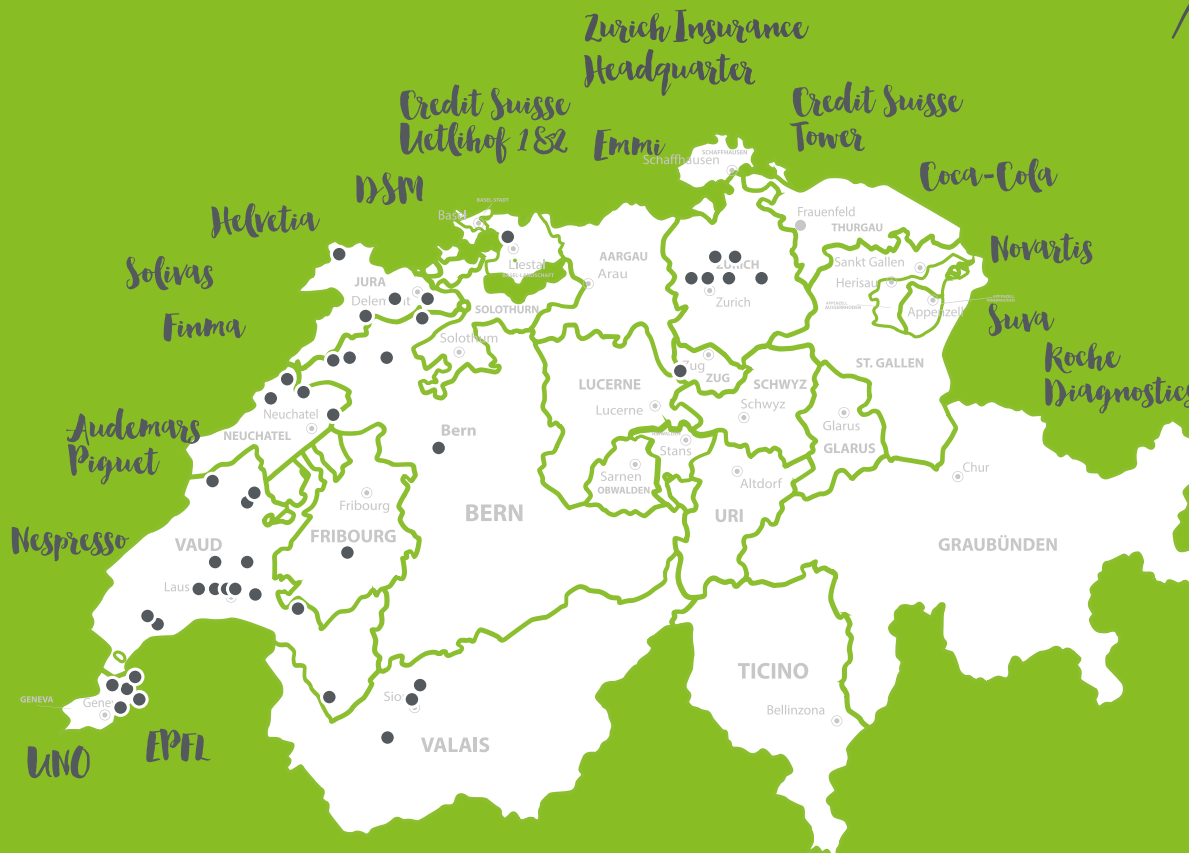 Zurich Insurance
Headquarter
Credit Suisse
Uetlihof 1&2
Emmi
Credit Suisse
Tower
DSM
Coca-Cola
Helvetia
Novartis
Solivas
Finma
Suva
Roche
Diagnostics
Audemars
Piguet
Nespresso
UNO
EPFL
SCHAFFHAUSEN
Schaffhausen
BASEL-STADT
Basel
Liestal
Frauenfeld
THURGAU
AARGAU
Arau
ZURICH
Zurich
Sankt Gallen
Herisau
Appenzell
JURA
Delemont
SOLOTHURN
Solothurn
ST. GALLEN
Zug
ZUG
LUCERNE
Lucerne
SCHWYZ
Schwyz
Neuchatel
NEUCHATEL
Bern
BERN
Glarus
GLARUS
Stans
Sarnen
OBWALDEN
Altdorf
URI
Chur
GRAUBÜNDEN
Fribourg
FRIBOURG
VAUD
Laus
GENEVA
Genev
Sion
VALAIS
TICINO
Bellinzona